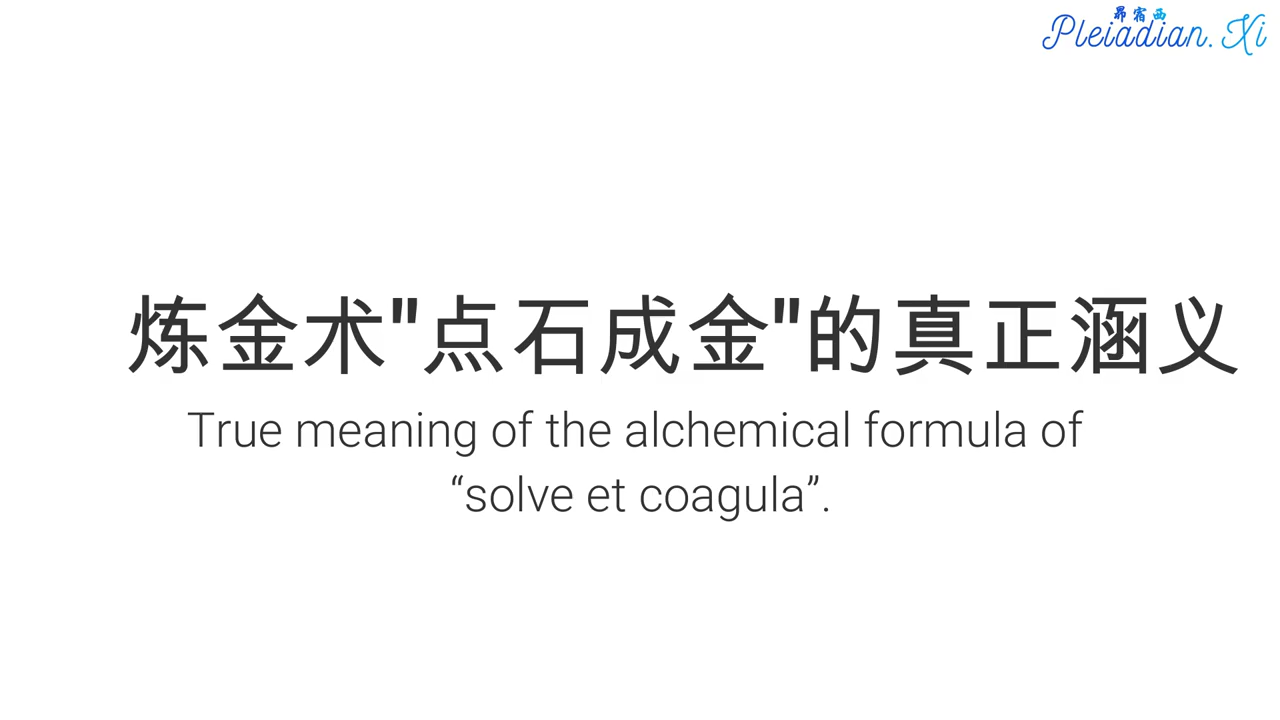 昴宿西
Pleiadian. Xi
炼金术"点石成金"的真正涵义
True meaning of the alchemical formula of
“solve et coagula”.